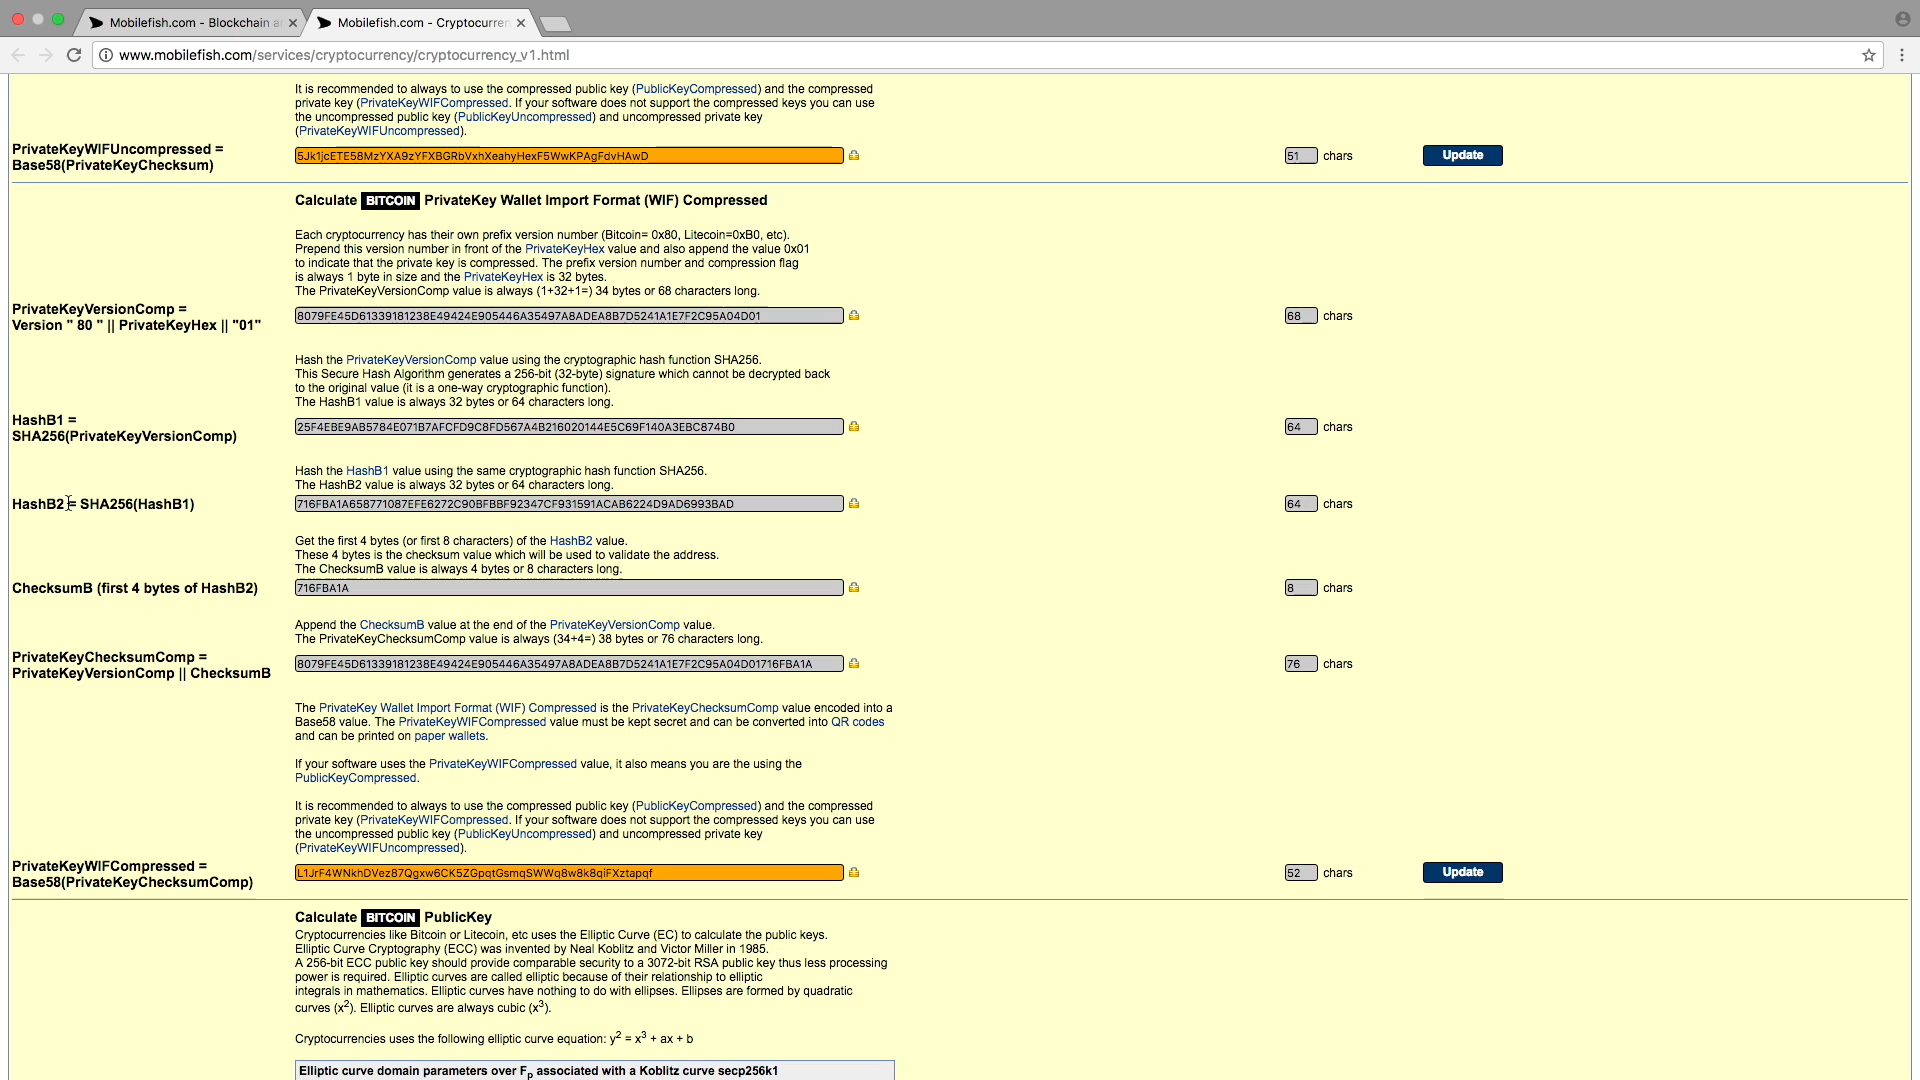 Mobilefish.com - Blockchain a
Mobilefish.com - Cryptocurren
www.mobilefish.com/services/cryptocurrency/cryptocurrency_v1.html
It is recommended to always to use the compressed public key (PublicKeyCompressed) and the compressed
private key (PrivateKeyWIFCompressed. If your software does not support the compressed keys you can use
the uncompressed public key (PublicKeyUncompressed) and uncompressed private key
(PrivateKeyWIFUncompressed).
PrivateKeyWIFUncompressed =
Base58(PrivateKeyChecksum)
5Jk1jcETE58MzYXA9zYFXBGRbVxhXeahyHexF5WwKPAgFdvHAwD
51 chars
Update
Calculate BITCOIN PrivateKey Wallet Import Format (WIF) Compressed
Each cryptocurrency has their own prefix version number (Bitcoin= 0x80, Litecoin=0xB0, etc).
Prepend this version number in front of the PrivateKeyHex value and also append the value 0x01
to indicate that the private key is compressed. The prefix version number and compression flag
is always 1 byte in size and the PrivateKeyHex is 32 bytes.
The PrivateKeyVersionComp value is always (1+32+1=) 34 bytes or 68 characters long.
PrivateKeyVersionComp =
Version " 80 " || PrivateKeyHex || "01"
8079FE45D61339181238E49424E905446A35497A8ADEA8B7D5241A1E7F2C95A04D01
68 chars
Hash the PrivateKeyVersionComp value using the cryptographic hash function SHA256.
This Secure Hash Algorithm generates a 256-bit (32-byte) signature which cannot be decrypted back
to the original value (it is a one-way cryptographic function).
The HashB1 value is always 32 bytes or 64 characters long.
HashB1 =
SHA256(PrivateKeyVersionComp)
25F4EBE9AB5784E071B7AFCFD9C8FD567A4B216020144E5C69F140A3EBC874B0
64 chars
Hash the HashB1 value using the same cryptographic hash function SHA256.
The HashB2 value is always 32 bytes or 64 characters long.
HashB2 = SHA256(HashB1)
716FBA1A658771087EFE6272C90BFBBF92347CF931591ACAB6224D9AD6993BAD
64 chars
Get the first 4 bytes (or first 8 characters) of the HashB2 value.
These 4 bytes is the checksum value which will be used to validate the address.
The ChecksumB value is always 4 bytes or 8 characters long.
ChecksumB (first 4 bytes of HashB2)
716FBA1A
8 chars
Append the ChecksumB value at the end of the PrivateKeyVersionComp value.
The PrivateKeyChecksumComp value is always (34+4=) 38 bytes or 76 characters long.
PrivateKeyChecksumComp =
PrivateKeyVersionComp || ChecksumB
8079FE45D61339181238E49424E905446A35497A8ADEA8B7D5241A1E7F2C95A04D01716FBA1A
76 chars
The PrivateKey Wallet Import Format (WIF) Compressed is the PrivateKeyChecksumComp value encoded into a
Base58 value. The PrivateKeyWIFCompressed value must be kept secret and can be converted into QR codes
and can be printed on paper wallets.
If your software uses the PrivateKeyWIFCompressed value, it also means you are the using the
PublicKeyCompressed.
It is recommended to always to use the compressed public key (PublicKeyCompressed) and the compressed
private key (PrivateKeyWIFCompressed. If your software does not support the compressed keys you can use
the uncompressed public key (PublicKeyUncompressed) and uncompressed private key
(PrivateKeyWIFUncompressed).
PrivateKeyWIFCompressed =
Base58(PrivateKeyChecksumComp)
L1JrF4WNkhDVez87Qgxw6CK5ZGpqtGsmqSWWq8w8k8qiFXztapqf
52 chars
Update
Calculate BITCOIN PublicKey
Cryptocurrencies like Bitcoin or Litecoin, etc uses the Elliptic Curve (EC) to calculate the public keys.
Elliptic Curve Cryptography (ECC) was invented by Neal Koblitz and Victor Miller in 1985.
A 256-bit ECC public key should provide comparable security to a 3072-bit RSA public key thus less processing
power is required. Elliptic curves are called elliptic because of their relationship to elliptic
integrals in mathematics. Elliptic curves have nothing to do with ellipses. Ellipses are formed by quadratic
curves (x²). Elliptic curves are always cubic (x³).
Cryptocurrencies uses the following elliptic curve equation: y² = x³ + ax + b
Elliptic curve domain parameters over Fp associated with a Koblitz curve secp256k1